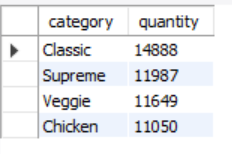 category quantity
Classic 14888
Supreme 11987
Veggie 11649
Chicken 11050